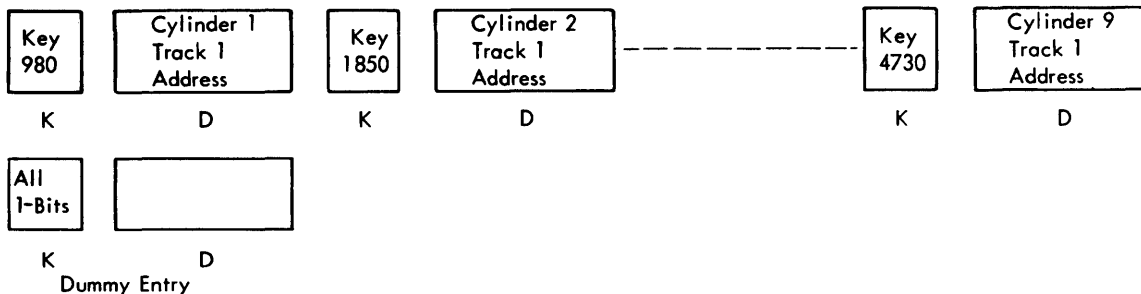 Key
980
Cylinder 1
Track 1
Address
Key
1850
Cylinder 2
Track 1
Address
Key
4730
Cylinder 9
Track 1
Address
K
D
K
D
K
D
All
1-Bits
K
D
Dummy Entry